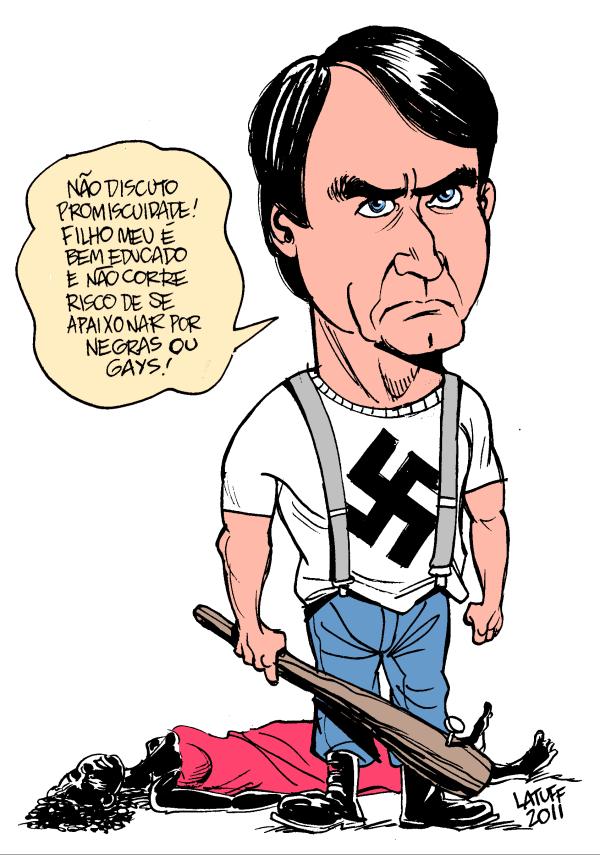 NÃO DISCUTO
PROMISCUIDADE!
FILHO MEU É
BEM EDUCADO
E NÃO CORRE
RISCO DE SE
APAIXONAR POR
NEGRAS OU
GAYS!
LATUFF
2011